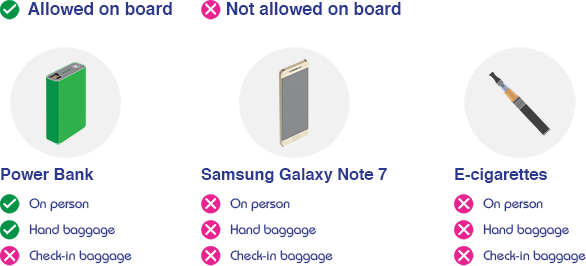 Allowed on board
Not allowed on board
Power Bank
On person
Hand baggage
Check-in baggage
Samsung Galaxy Note 7
On person
Hand baggage
Check-in baggage
E-cigarettes
On person
Hand baggage
Check-in baggage